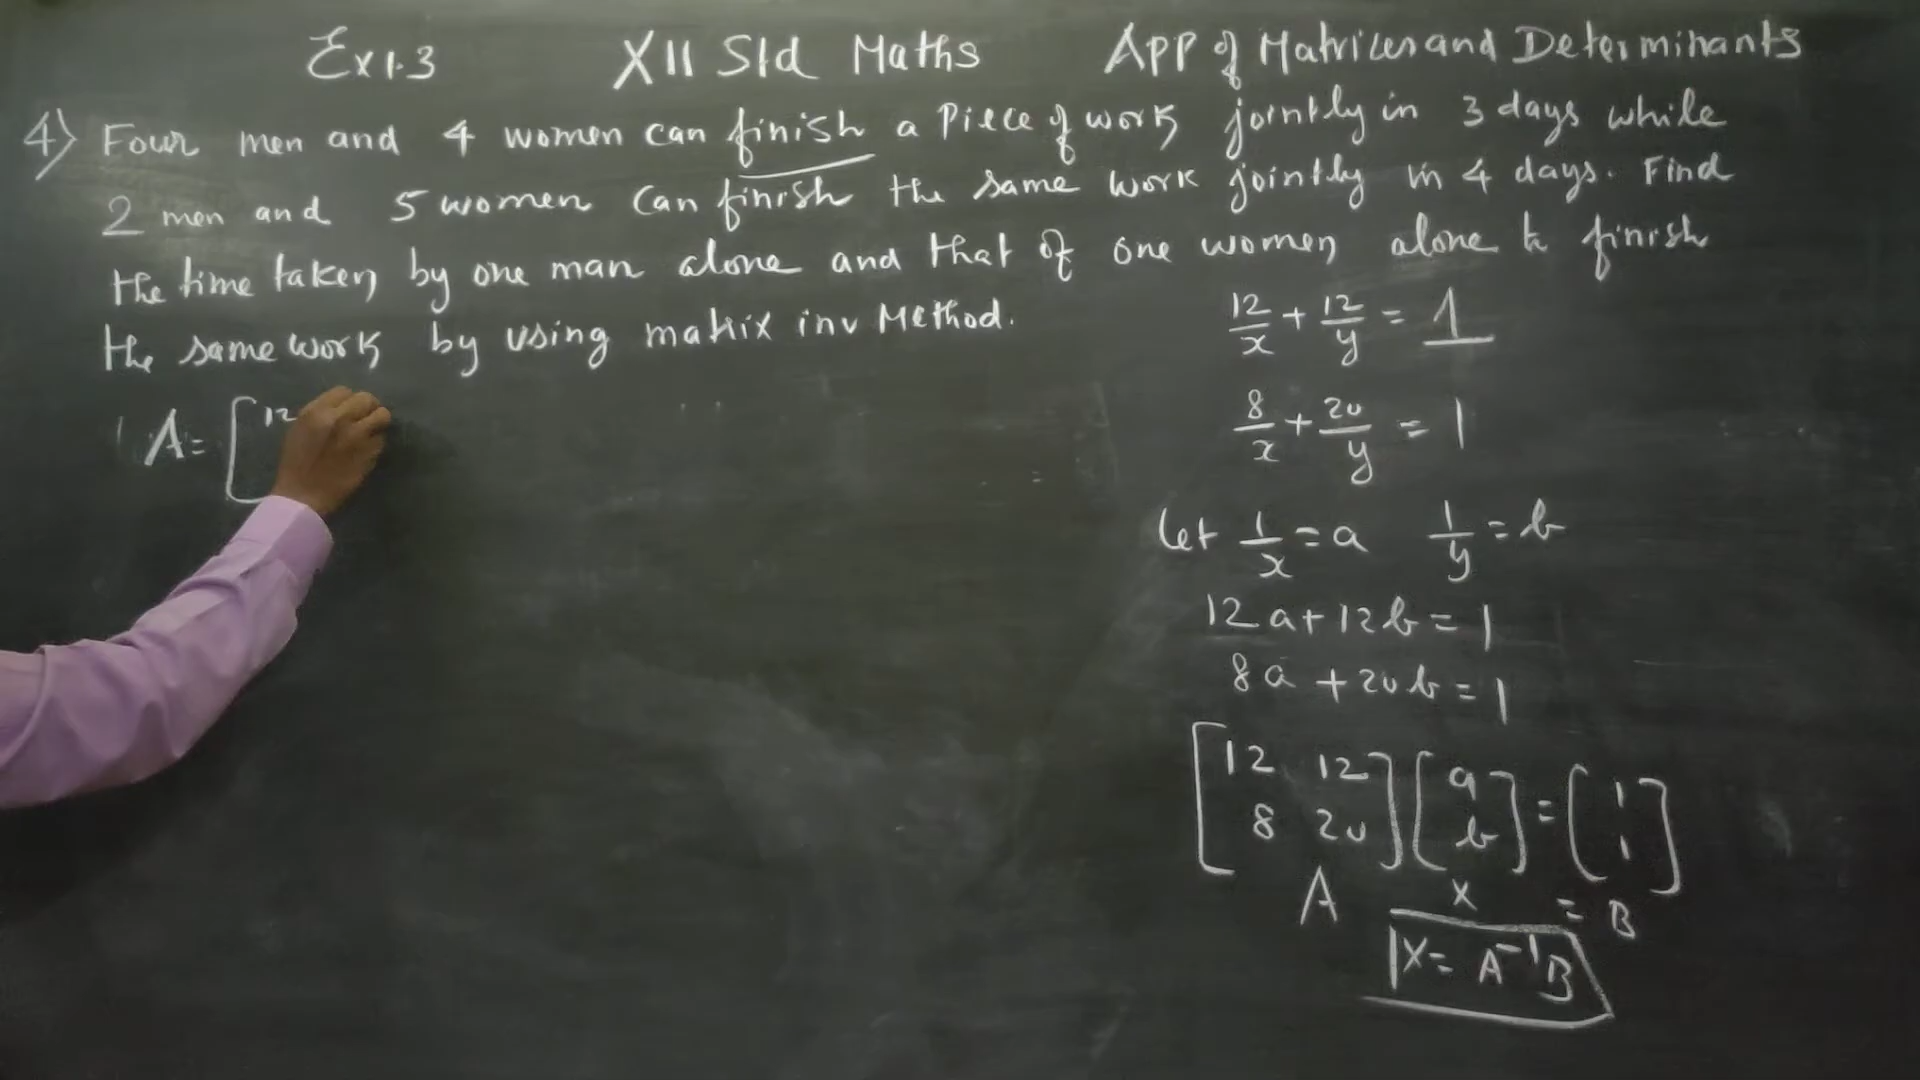 Ex 1.3 XII Std Maths App of Matrices and Determinants
4) Four men and 4 women can finish a piece of work jointly in 3 days while
2 men and 5 women can finish the same work jointly in 4 days. Find
the time taken by one man alone and that of one women alone to finish
the same work by using matrix inv Method.
A = [ 12
12/x + 12/y = 1
8/x + 20/y = 1
let 1/x = a 1/y = b
12a + 12b = 1
8a + 20b = 1
[ 12 12 ] [ a ] = [ 1 ]
[ 8 20 ] [ b ] [ 1 ]
A X = B
X = A⁻¹B